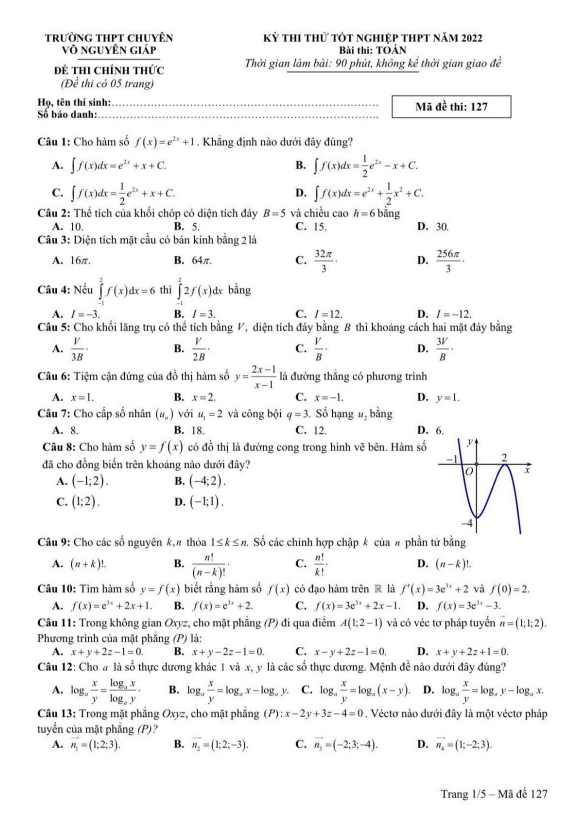 TRƯỜNG THPT CHUYÊN
VÕ NGUYÊN GIÁP
ĐỀ THI CHÍNH THỨC
(Đề thi có 05 trang)
KỲ THI THỬ TỐT NGHIỆP THPT NĂM 2022
Bài thi: TOÁN
Thời gian làm bài: 90 phút, không kể thời gian giao đề
Họ, tên thí sinh:
Số báo danh:
Mã đề thi: 127
Câu 1: Cho hàm số f(x)=e^{2x}+1. Khẳng định nào dưới đây đúng?
A. ∫f(x)dx=e^{2x}+x+C. B. ∫f(x)dx=\frac{1}{2}e^{2x}−x+C.
C. ∫f(x)dx=\frac{1}{2}e^{2x}+x+C. D. ∫f(x)dx=e^{2x}+\frac{1}{2}x^2+C.
Câu 2: Thể tích của khối chóp có diện tích đáy B=5 và chiều cao h=6 bằng
A. 10. B. 5. C. 15. D. 30.
Câu 3: Diện tích mặt cầu có bán kính bằng 2 là
A. 16π. B. 64π. C. \frac{32π}{3}. D. \frac{256π}{3}.
Câu 4: Nếu ∫_{-1}^{2} f(x)dx=6 thì ∫_{-1}^{2} 2f(x)dx bằng
A. I=−3. B. I=3. C. I=12. D. I=−12.
Câu 5: Cho khối lăng trụ có thể tích bằng V, diện tích đáy bằng B thì khoảng cách hai mặt đáy bằng
A. \frac{V}{3B}. B. \frac{V}{2B}. C. \frac{V}{B}. D. \frac{3V}{B}.
Câu 6: Tiệm cận đứng của đồ thị hàm số y=\frac{2x−1}{x−1} là đường thẳng có phương trình
A. x=1. B. x=2. C. x=−1. D. y=1.
Câu 7: Cho cấp số nhân (u_n) với u_1=2 và công bội q=3. Số hạng u_2 bằng
A. 8. B. 18. C. 12. D. 6.
Câu 8: Cho hàm số y=f(x) có đồ thị là đường cong trong hình vẽ bên. Hàm số
đã cho đồng biến trên khoảng nào dưới đây?
A. (−1;2). B. (−4;2).
C. (1;2). D. (−1;1).
y
−1 2
O x
−4
Câu 9: Cho các số nguyên k,n thỏa 1≤k≤n. Số các chỉnh hợp chập k của n phần tử bằng
A. (n+k)!. B. \frac{n!}{(n−k)!}. C. \frac{n!}{k!}. D. (n−k)!.
Câu 10: Tìm hàm số y=f(x) biết rằng hàm số f(x) có đạo hàm trên ℝ là f'(x)=3e^{3x}+2 và f(0)=2.
A. f(x)=e^{3x}+2x+1. B. f(x)=e^{3x}+2. C. f(x)=3e^{3x}+2x−1. D. f(x)=3e^{3x}−3.
Câu 11: Trong không gian Oxyz, cho mặt phẳng (P) đi qua điểm A(1;2−1) và có véc tơ pháp tuyến \vec{n}=(1;1;2).
Phương trình của mặt phẳng (P) là:
A. x+y+2z−1=0. B. x+y−2z−1=0. C. x−y+2z−1=0. D. x+y+2z+1=0.
Câu 12: Cho a là số thực dương khác 1 và x, y là các số thực dương. Mệnh đề nào dưới đây đúng?
A. log_a\frac{x}{y}=\frac{log_a x}{log_a y}. B. log_a\frac{x}{y}=log_a x−log_a y. C. log_a\frac{x}{y}=log_a(x−y). D. log_a\frac{x}{y}=log_a y−log_a x.
Câu 13: Trong mặt phẳng Oxyz, cho mặt phẳng (P):x−2y+3z−4=0. Véctơ nào dưới đây là một véctơ pháp
tuyến của mặt phẳng (P)?
A. \vec{n_1}=(1;2;3). B. \vec{n_2}=(1;2;−3). C. \vec{n_3}=(−2;3;−4). D. \vec{n_4}=(1;−2;3).
Trang 1/5 – Mã đề 127